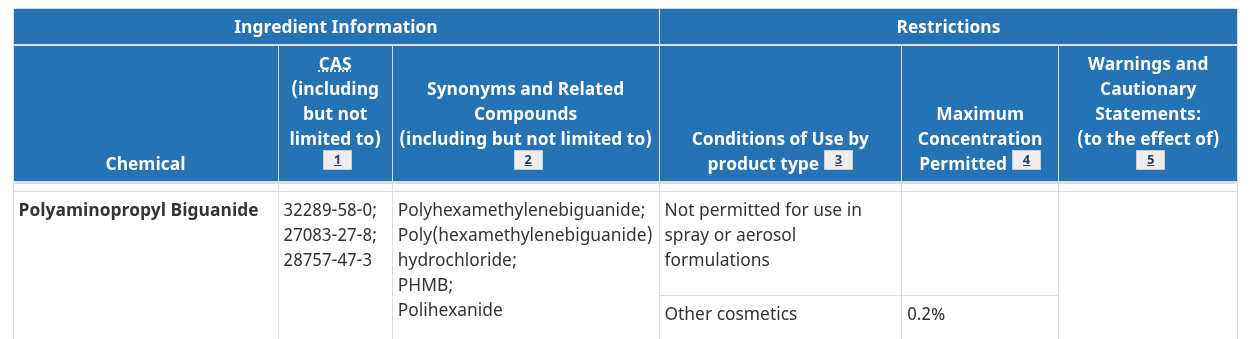 Ingredient Information
Restrictions
Chemical
CAS
(including
but not
limited to)
1
Synonyms and Related
Compounds
(including but not limited to)
2
Conditions of Use by
product type 3
Maximum
Concentration
Permitted 4
Warnings and
Cautionary
Statements:
(to the effect of)
5
Polyaminopropyl Biguanide
32289-58-0;
27083-27-8;
28757-47-3
Polyhexamethylenebiguanide;
Poly(hexamethylenebiguanide)
hydrochloride;
PHMB;
Polihexanide
Not permitted for use in
spray or aerosol
formulations
Other cosmetics
0.2%